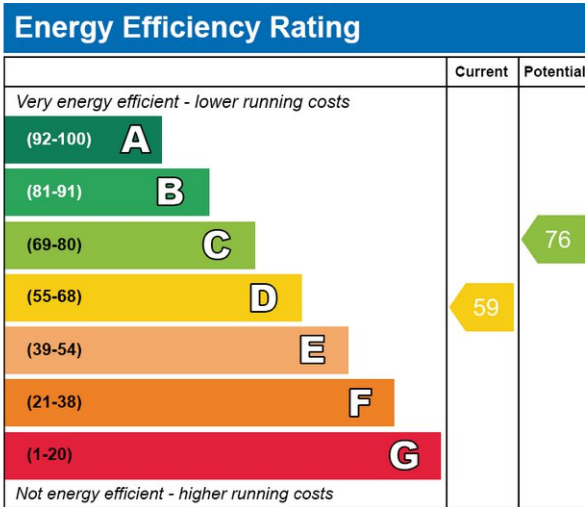 Energy Efficiency Rating
Current Potential
Very energy efficient - lower running costs
(92-100) A
(81-91) B
(69-80) C
76
(55-68) D
59
(39-54) E
(21-38) F
(1-20) G
Not energy efficient - higher running costs